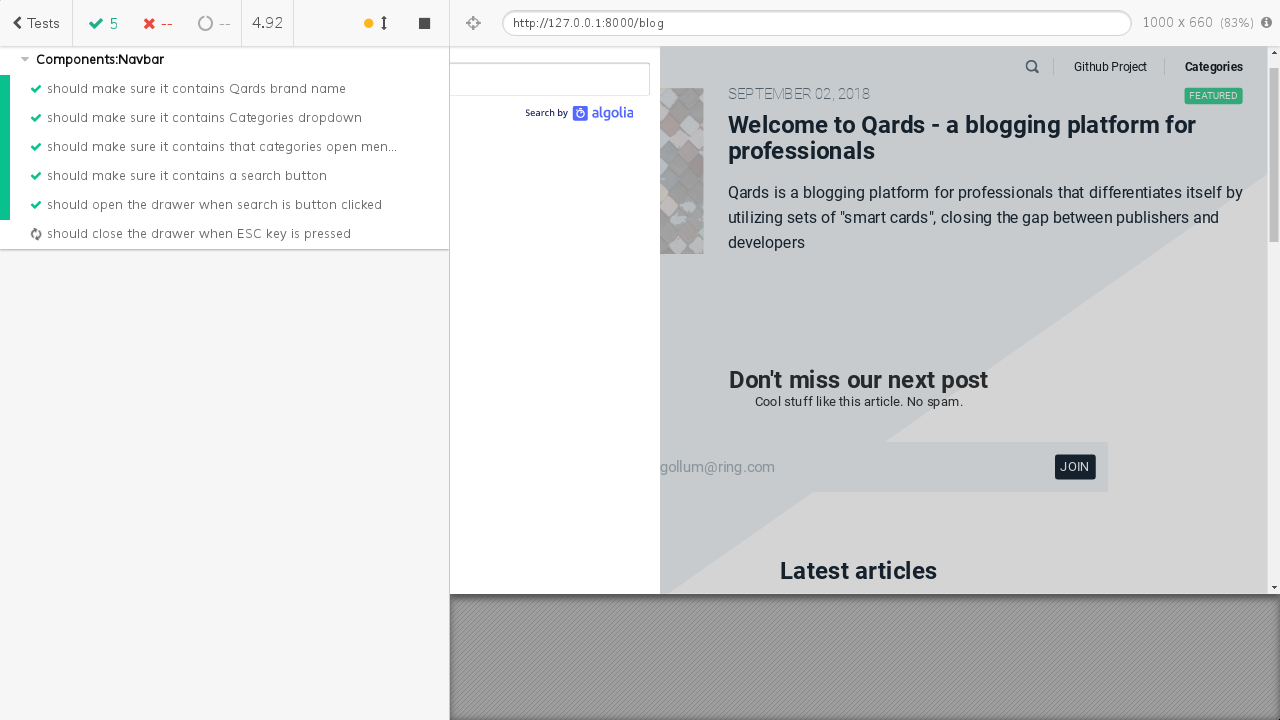 Tests
5
--
--
4.92
http://127.0.0.1:8000/blog
1000 x 660 (83%)
Components:Navbar
should make sure it contains Qards brand name
should make sure it contains Categories dropdown
should make sure it contains that categories open men...
should make sure it contains a search button
should open the drawer when search is button clicked
should close the drawer when ESC key is pressed
Search by algolia
Github Project
Categories
SEPTEMBER 02, 2018
FEATURED
Welcome to Qards - a blogging platform for
professionals
Qards is a blogging platform for professionals that differentiates itself by
utilizing sets of "smart cards", closing the gap between publishers and
developers
Don't miss our next post
Cool stuff like this article. No spam.
gollum@ring.com
JOIN
Latest articles